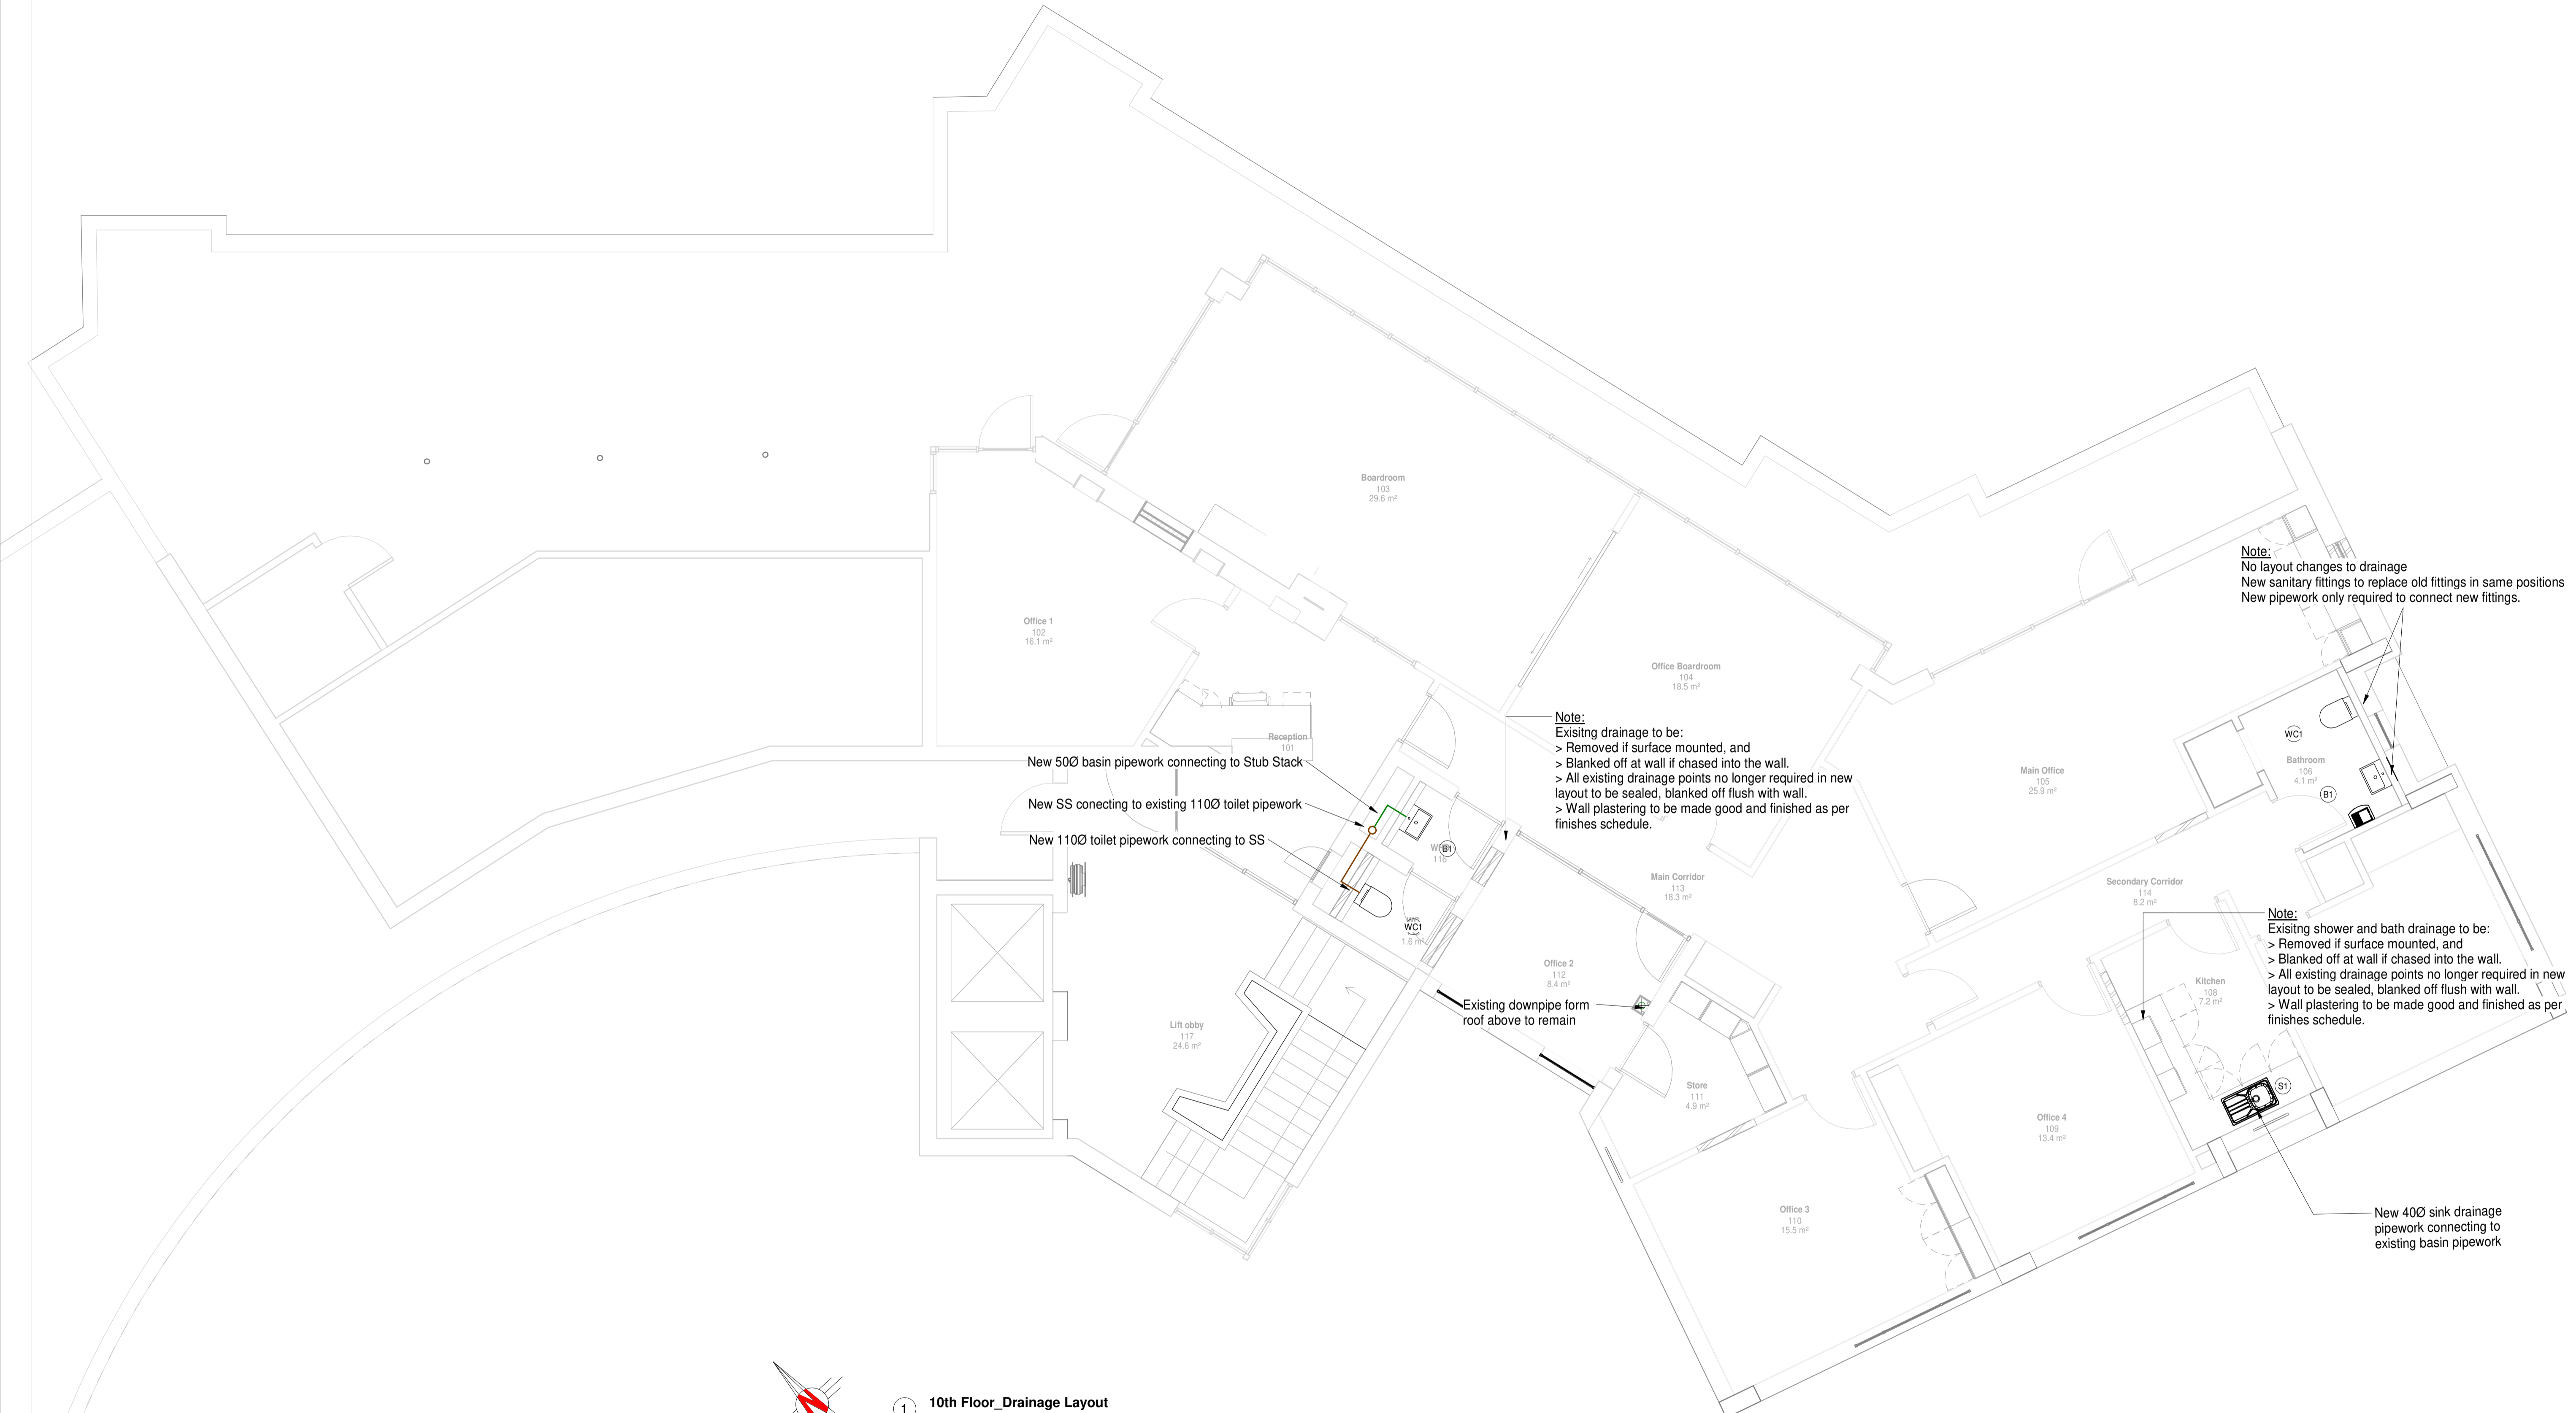 Boardroom
103
29.6 m²
Note:
No layout changes to drainage
New sanitary fittings to replace old fittings in same positions
New pipework only required to connect new fittings.
Office 1
102
16.1 m²
Office Boardroom
104
18.5 m²
Reception
101
New 50Ø basin pipework connecting to Stub Stack
New SS conecting to existing 110Ø toilet pipework
New 110Ø toilet pipework connecting to SS
Note:
Exisitng drainage to be:
> Removed if surface mounted, and
> Blanked off at wall if chased into the wall.
> All existing drainage points no longer required in new
layout to be sealed, blanked off flush with wall.
> Wall plastering to be made good and finished as per
finishes schedule.
Main Office
105
25.9 m²
WC1
Bathroom
106
4.1 m²
B1
B1
WC1
1.6 m²
Main Corridor
113
18.3 m²
Secondary Corridor
114
8.2 m²
Note:
Exisitng shower and bath drainage to be:
> Removed if surface mounted, and
> Blanked off at wall if chased into the wall.
> All existing drainage points no longer required in new
layout to be sealed, blanked off flush with wall.
> Wall plastering to be made good and finished as per
finishes schedule.
Office 2
112
8.4 m²
Existing downpipe form
roof above to remain
Kitchen
108
7.2 m²
S1
Lift obby
117
24.6 m²
Store
111
4.9 m²
Office 4
109
13.4 m²
Office 3
110
15.5 m²
New 40Ø sink drainage
pipework connecting to
existing basin pipework
N
1
10th Floor_Drainage Layout